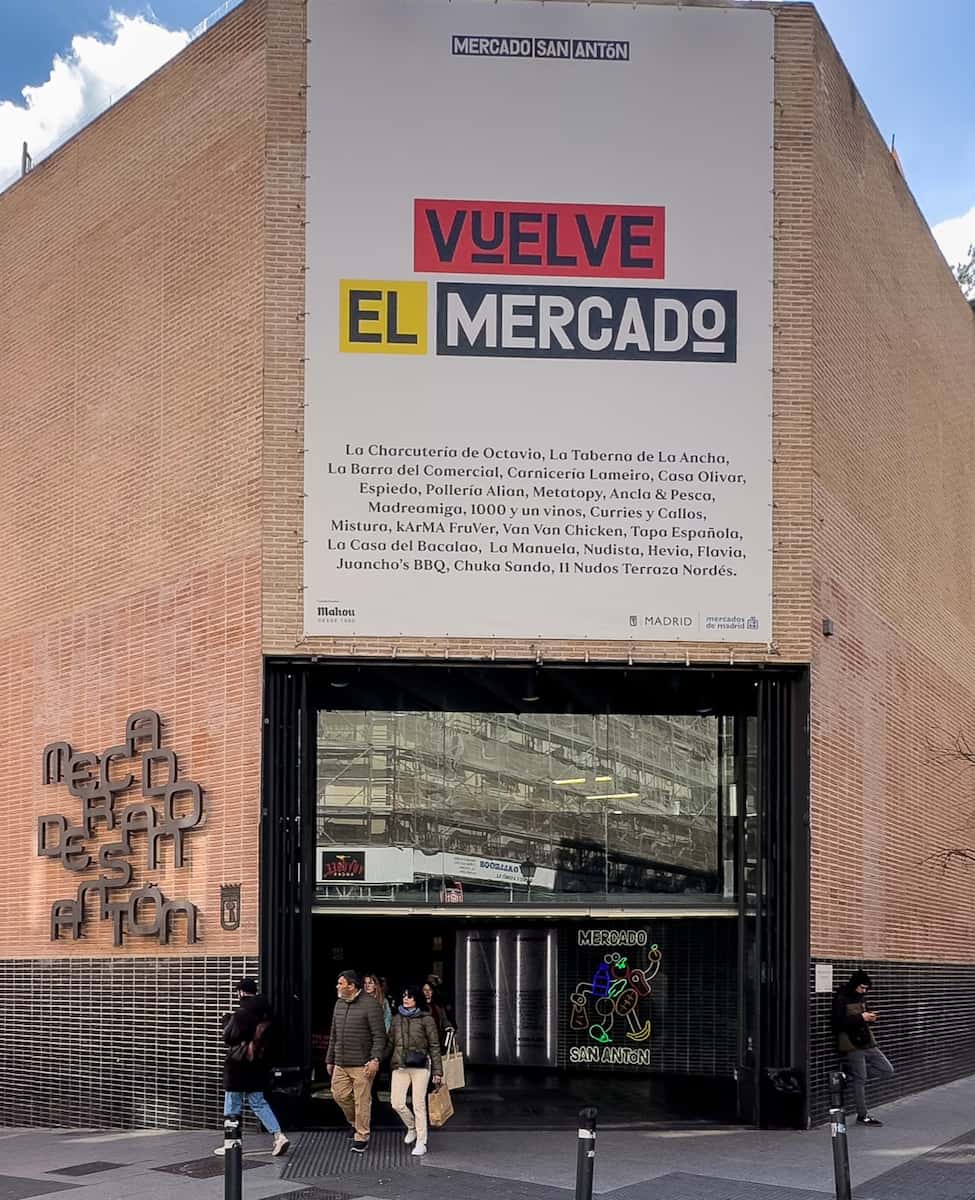 MERCADO SAN ANTÓN
VUELVE
EL MERCADO
La Charcutería de Octavio, La Taberna de La Ancha,
La Barra del Comercial, Carnicería Lameiro, Casa Olivar,
Espiedo, Pollería Alian, Metatopy, Ancla & Pesca,
Madreamiga, 1000 y un vinos, Curries y Callos,
Mistura, kArMA FruVer, Van Van Chicken, Tapa Española,
La Casa del Bacalao, La Manuela, Nudista, Hevia, Flavia,
Juancho's BBQ, Chuka Sando, 11 Nudos Terraza Nordés.
Mahou
DESDE 1890
MADRID
mercados
de madrid
MERCADO
DE SAN
ANTÓN
MERCADO
SAN ANTÓN